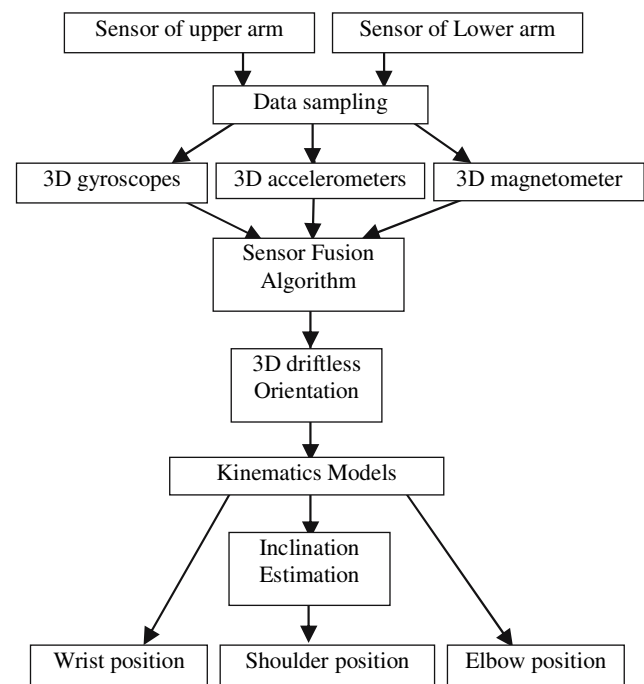 Sensor of upper arm
Sensor of Lower arm
Data sampling
3D gyroscopes
3D accelerometers
3D magnetometer
Sensor Fusion
Algorithm
3D driftless
Orientation
Kinematics Models
Inclination
Estimation
Wrist position
Shoulder position
Elbow position